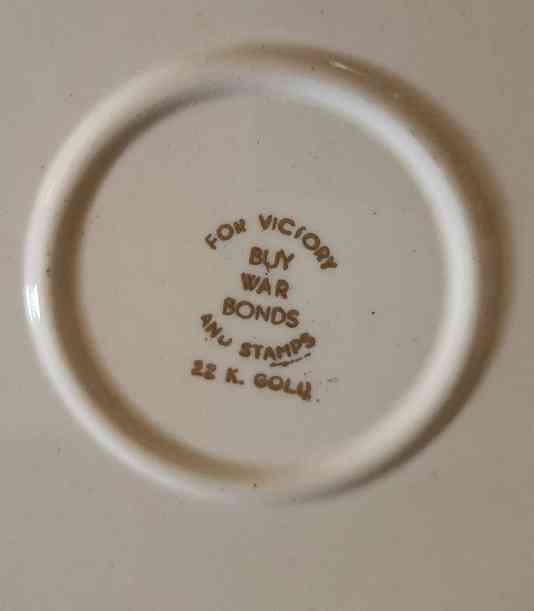 FOR VICTORY
BUY
WAR
BONDS
AND STAMPS
22 K. GOLD